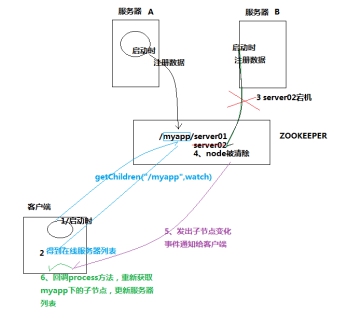 服务器 A
服务器 B
启动时
注册数据
启动时
注册数据
3 server02宕机
/myapp/server01
server02
4、node被清除
ZOOKEEPER
getChildren("/myapp",watch)
客户端
1/启动时
2 得到在线服务器列表
5、发出子节点变化
事件通知给客户端
6、回调process方法，重新获取
myapp下的子节点，更新服务器
列表